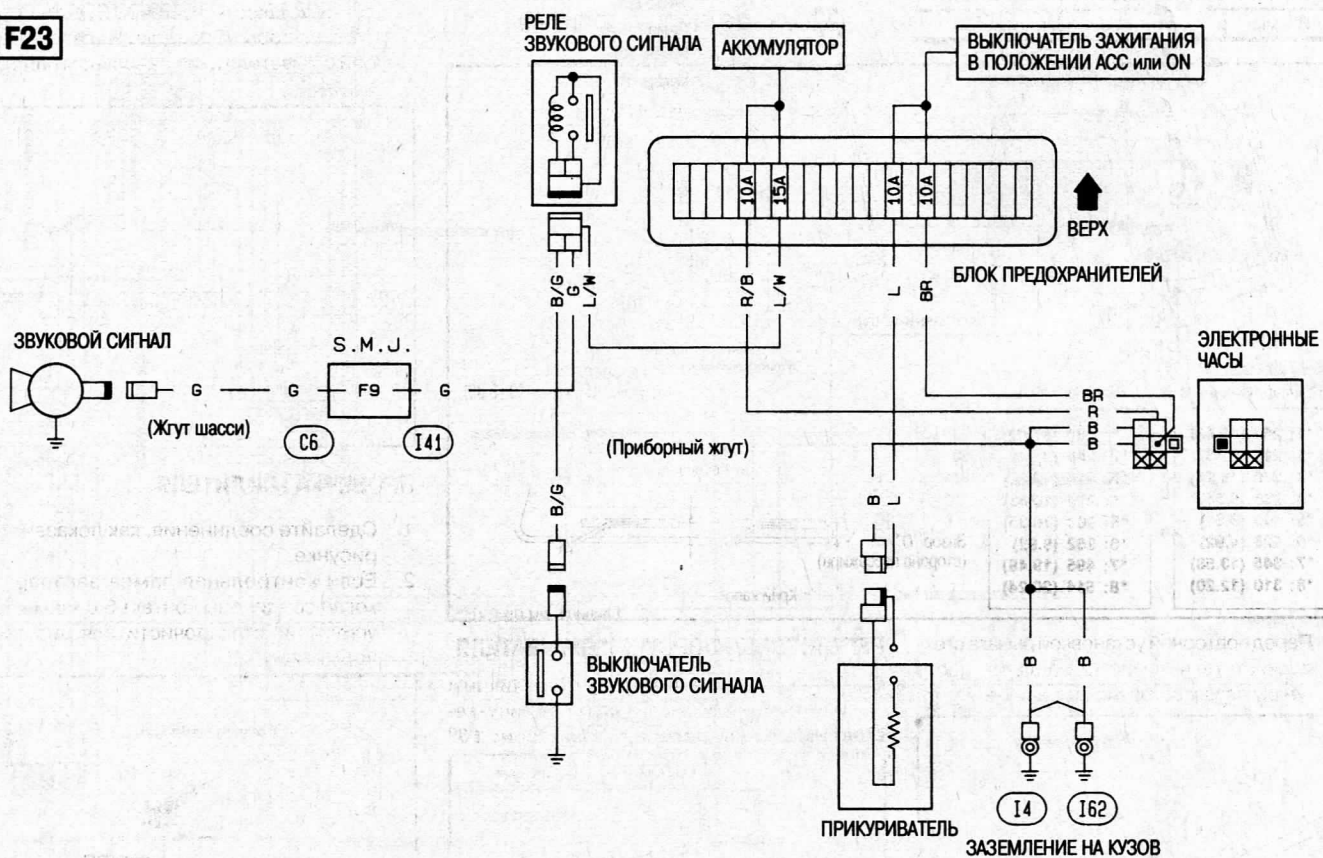 F23
РЕЛЕ
ЗВУКОВОГО СИГНАЛА
АККУМУЛЯТОР
ВЫКЛЮЧАТЕЛЬ ЗАЖИГАНИЯ
В ПОЛОЖЕНИИ ACC или ON
10A
15A
10A
10A
ВЕРХ
БЛОК ПРЕДОХРАНИТЕЛЕЙ
B/G
G
L/W
R/B
L/W
L
BR
ЗВУКОВОЙ СИГНАЛ
S.M.J.
G
G
F9
G
(Жгут шасси)
C6
I41
(Приборный жгут)
ЭЛЕКТРОННЫЕ
ЧАСЫ
BR
R
B
B
B/G
B
L
ВЫКЛЮЧАТЕЛЬ
ЗВУКОВОГО СИГНАЛА
B
B
I4
I62
ПРИКУРИВАТЕЛЬ
ЗАЗЕМЛЕНИЕ НА КУЗОВ